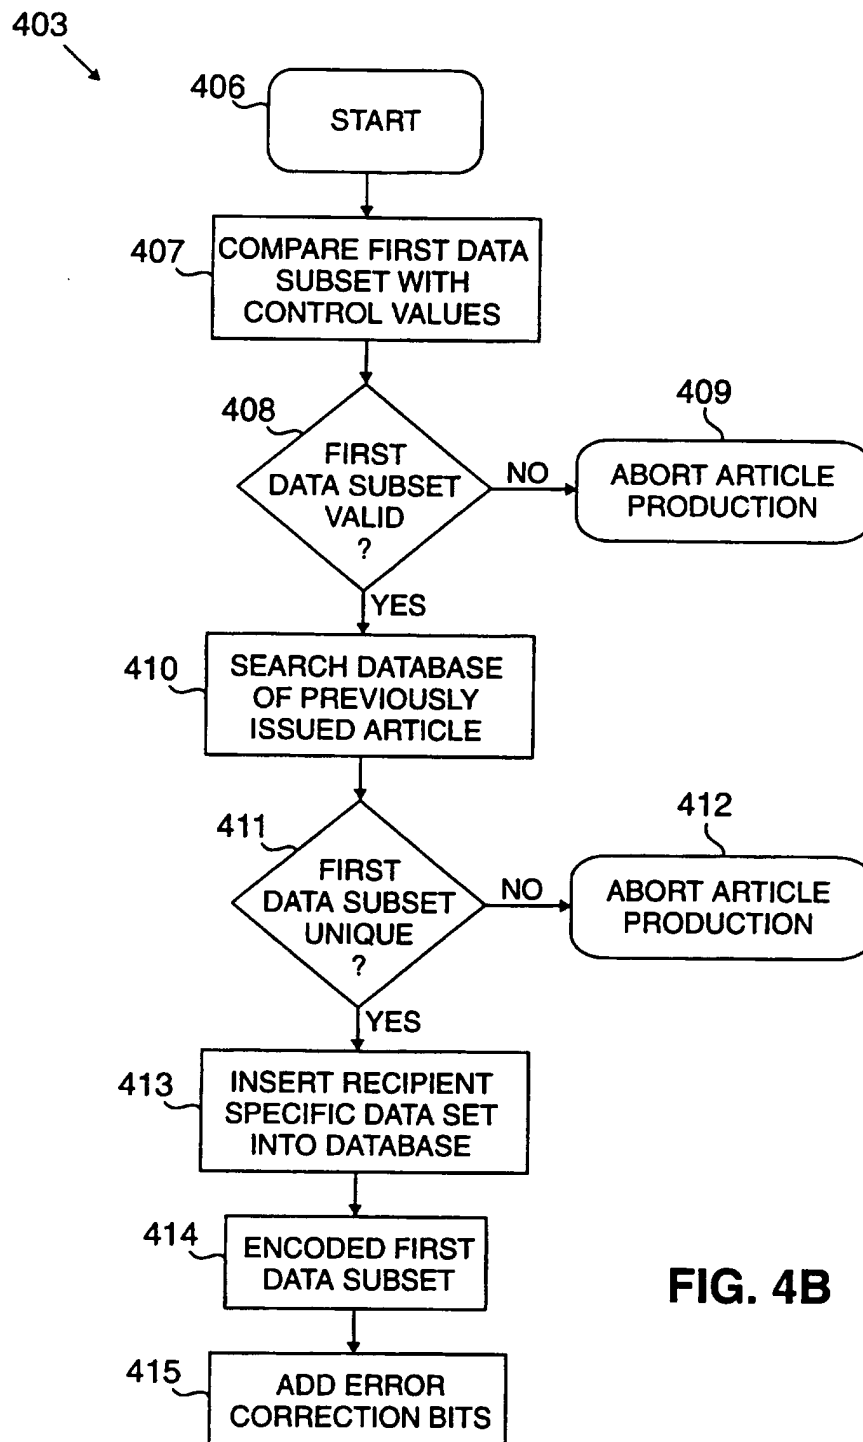 403
406
START
407
COMPARE FIRST DATA
SUBSET WITH
CONTROL VALUES
408
FIRST
DATA SUBSET
VALID
?
NO
409
ABORT ARTICLE
PRODUCTION
YES
410
SEARCH DATABASE
OF PREVIOUSLY
ISSUED ARTICLE
411
FIRST
DATA SUBSET
UNIQUE
?
NO
412
ABORT ARTICLE
PRODUCTION
YES
413
INSERT RECIPIENT
SPECIFIC DATA SET
INTO DATABASE
414
ENCODED FIRST
DATA SUBSET
FIG. 4B
415
ADD ERROR
CORRECTION BITS